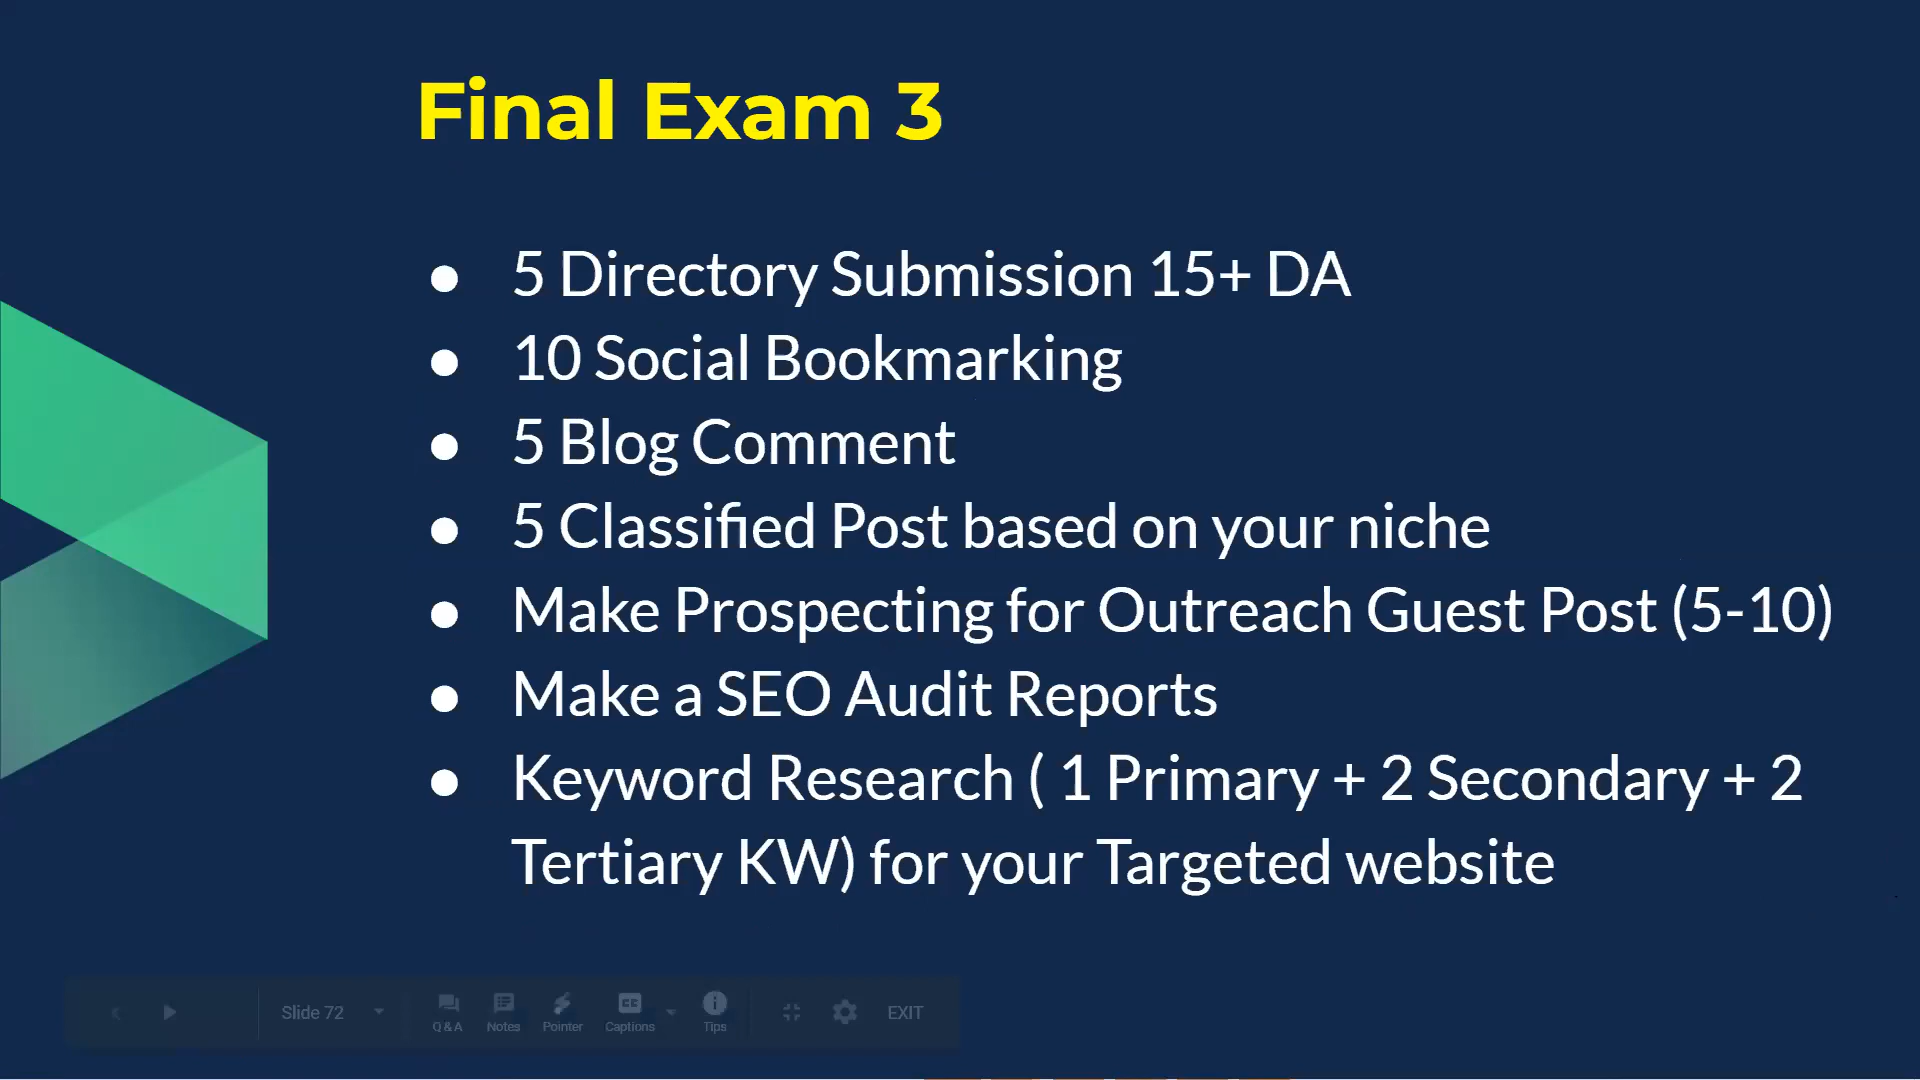 Final Exam 3
● 5 Directory Submission 15+ DA
● 10 Social Bookmarking
● 5 Blog Comment
● 5 Classified Post based on your niche
● Make Prospecting for Outreach Guest Post (5-10)
● Make a SEO Audit Reports
● Keyword Research ( 1 Primary + 2 Secondary + 2
Tertiary KW) for your Targeted website
Slide 72
Q & A
Notes
Pointer
CC
Captions
Tips
EXIT